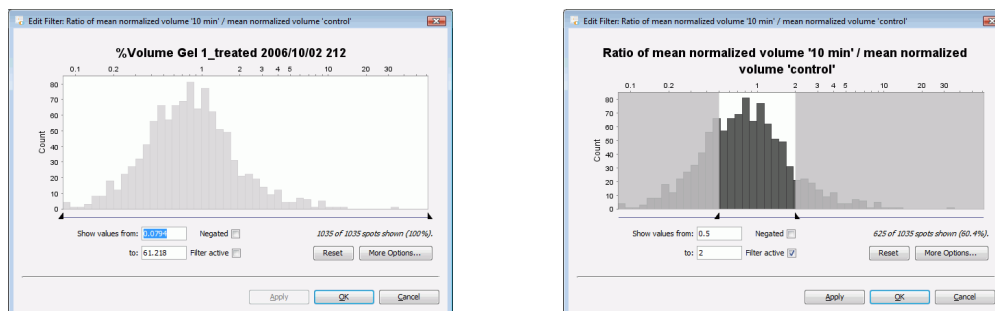 Edit Filter: Ratio of mean normalized volume '10 min' / mean normalized volume 'control'
%Volume Gel 1_treated 2006/10/02 212
0.1 0.2 1 2 3 4 5 10 20 30
80
70
60
50
40
30
20
10
0
Count
Show values from: 0.0794 Negated 1035 of 1035 spots shown (100%).
to: 61.218 Filter active Reset More Options...
Apply OK Cancel
Edit Filter: Ratio of mean normalized volume '10 min' / mean normalized volume 'control'
Ratio of mean normalized volume '10 min' / mean normalized
volume 'control'
0.1 0.2 1 2 3 4 5 10 20 30
80
70
60
50
40
30
20
10
0
Count
Show values from: 0.5 Negated 625 of 1035 spots shown (60.4%).
to: 2 Filter active Reset More Options...
Apply OK Cancel